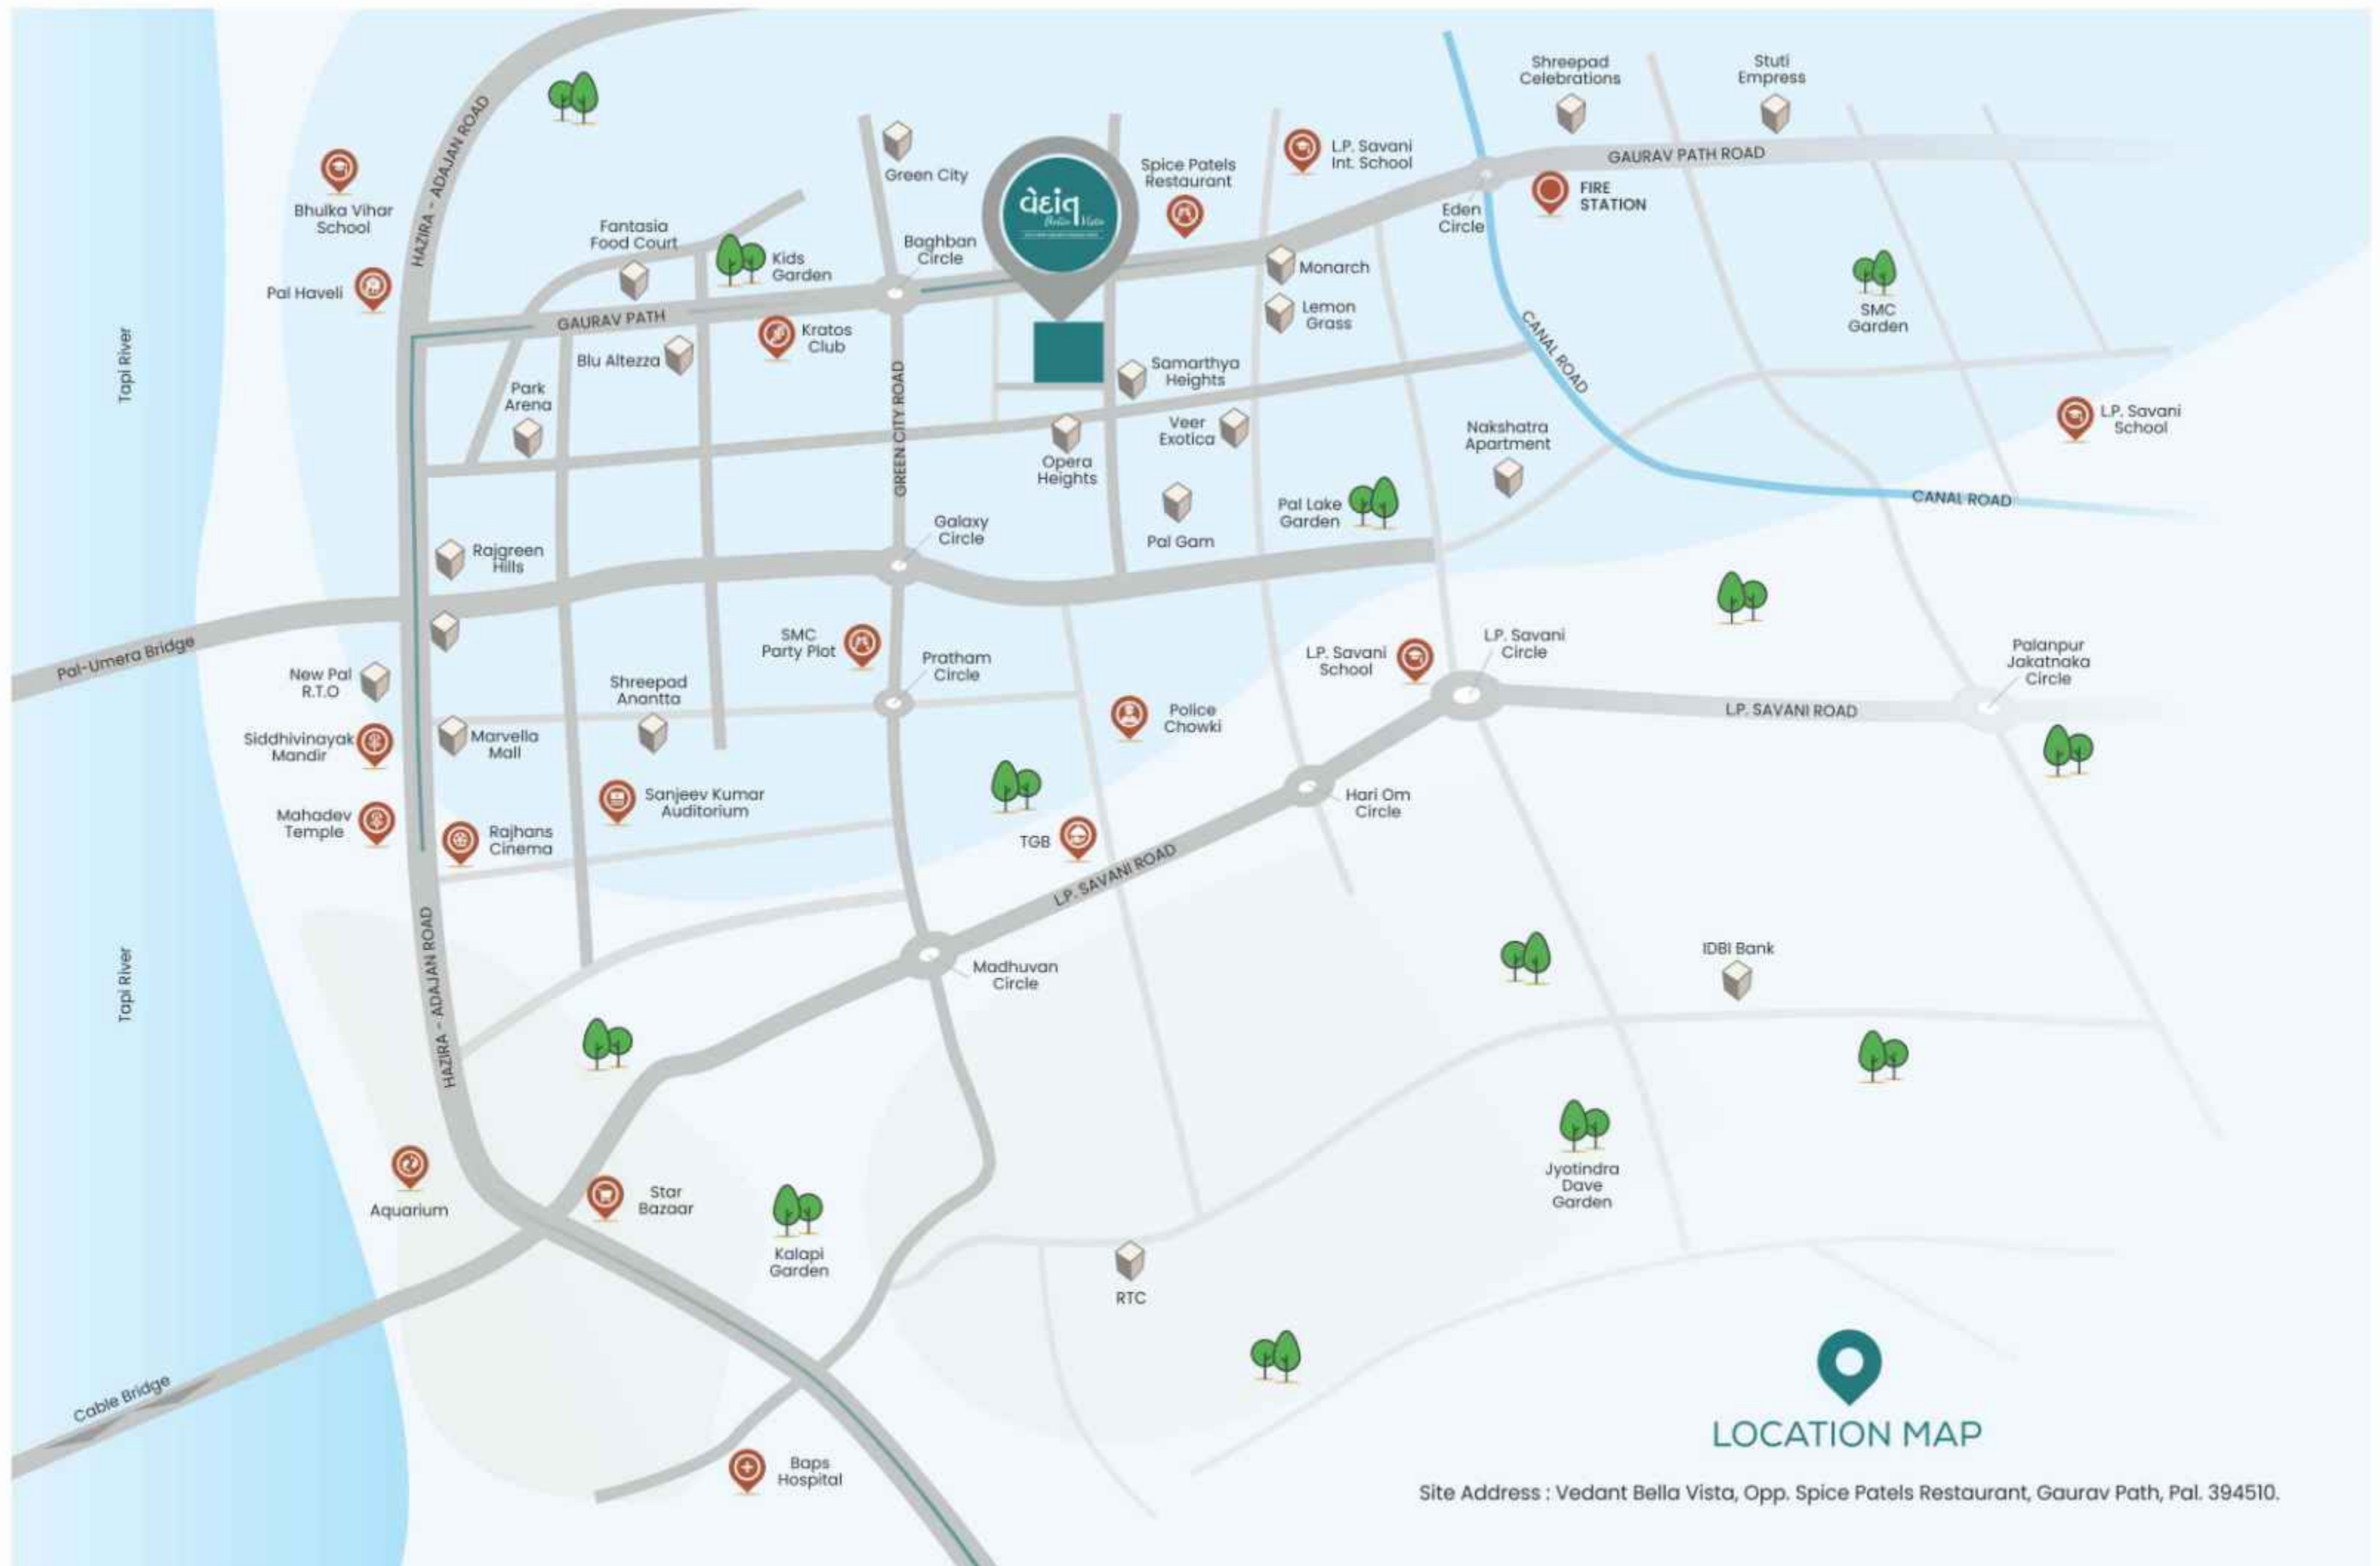 Shreepad
Celebrations
Stuti
Empress
HAZIRA - ADAJAN ROAD
Bhulka Vihar
School
Pal Haveli
Green City
Bella Vista
Spice Patels
Restaurant
L.P. Savani
Int. School
GAURAV PATH ROAD
FIRE
STATION
Eden
Circle
Fantasia
Food Court
Kids
Garden
Baghban
Circle
Monarch
Lemon
Grass
SMC
Garden
Tapi River
GAURAV PATH
Blu Altezza
Kratos
Club
Park
Arena
GREEN CITY ROAD
Samarthya
Heights
Veer
Exotica
Opera
Heights
CANAL ROAD
Nakshatra
Apartment
L.P. Savani
School
CANAL ROAD
Pal Lake
Garden
Pal Gam
Galaxy
Circle
Rajgreen
Hills
Pal-Umera Bridge
New Pal
R.T.O
SMC
Party Plot
Pratham
Circle
L.P. Savani
School
L.P. Savani
Circle
Palanpur
Jakatnaka
Circle
L.P. SAVANI ROAD
Shreepad
Anantta
Police
Chowki
Siddhivinayak
Mandir
Marvella
Mall
Sanjeev Kumar
Auditorium
Hari Om
Circle
Mahadev
Temple
Rajhans
Cinema
TGB
L.P. SAVANI ROAD
Tapi River
HAZIRA - ADAJAN ROAD
Madhuvan
Circle
IDBI Bank
Jyotindra
Dave
Garden
Aquarium
Star
Bazaar
Kalapi
Garden
RTC
Cable Bridge
Baps
Hospital
LOCATION MAP
Site Address : Vedant Bella Vista, Opp. Spice Patels Restaurant, Gaurav Path, Pal. 394510.